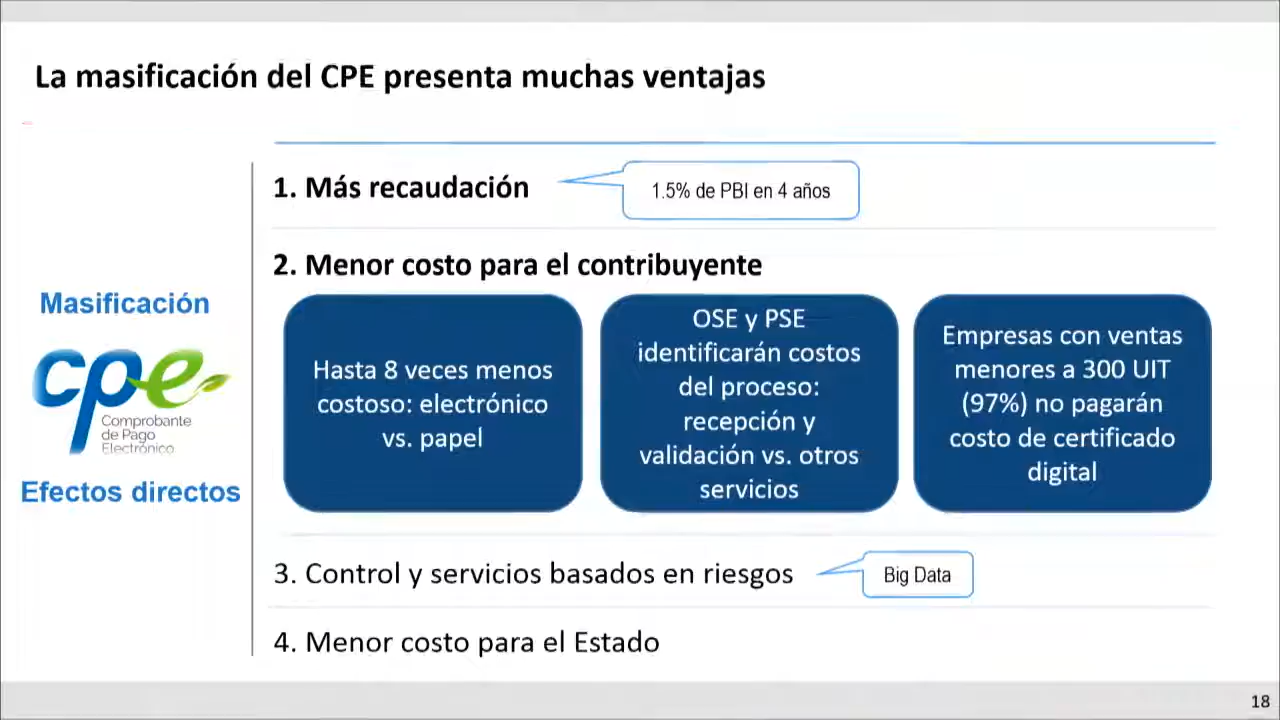 La masificación del CPE presenta muchas ventajas
1. Más recaudación
1.5% de PBI en 4 años
2. Menor costo para el contribuyente
Masificación
cpe
Comprobante
de Pago
Electrónico
Efectos directos
Hasta 8 veces menos
costoso: electrónico
vs. papel
OSE y PSE
identificarán costos
del proceso:
recepción y
validación vs. otros
servicios
Empresas con ventas
menores a 300 UIT
(97%) no pagarán
costo de certificado
digital
3. Control y servicios basados en riesgos
Big Data
4. Menor costo para el Estado
18